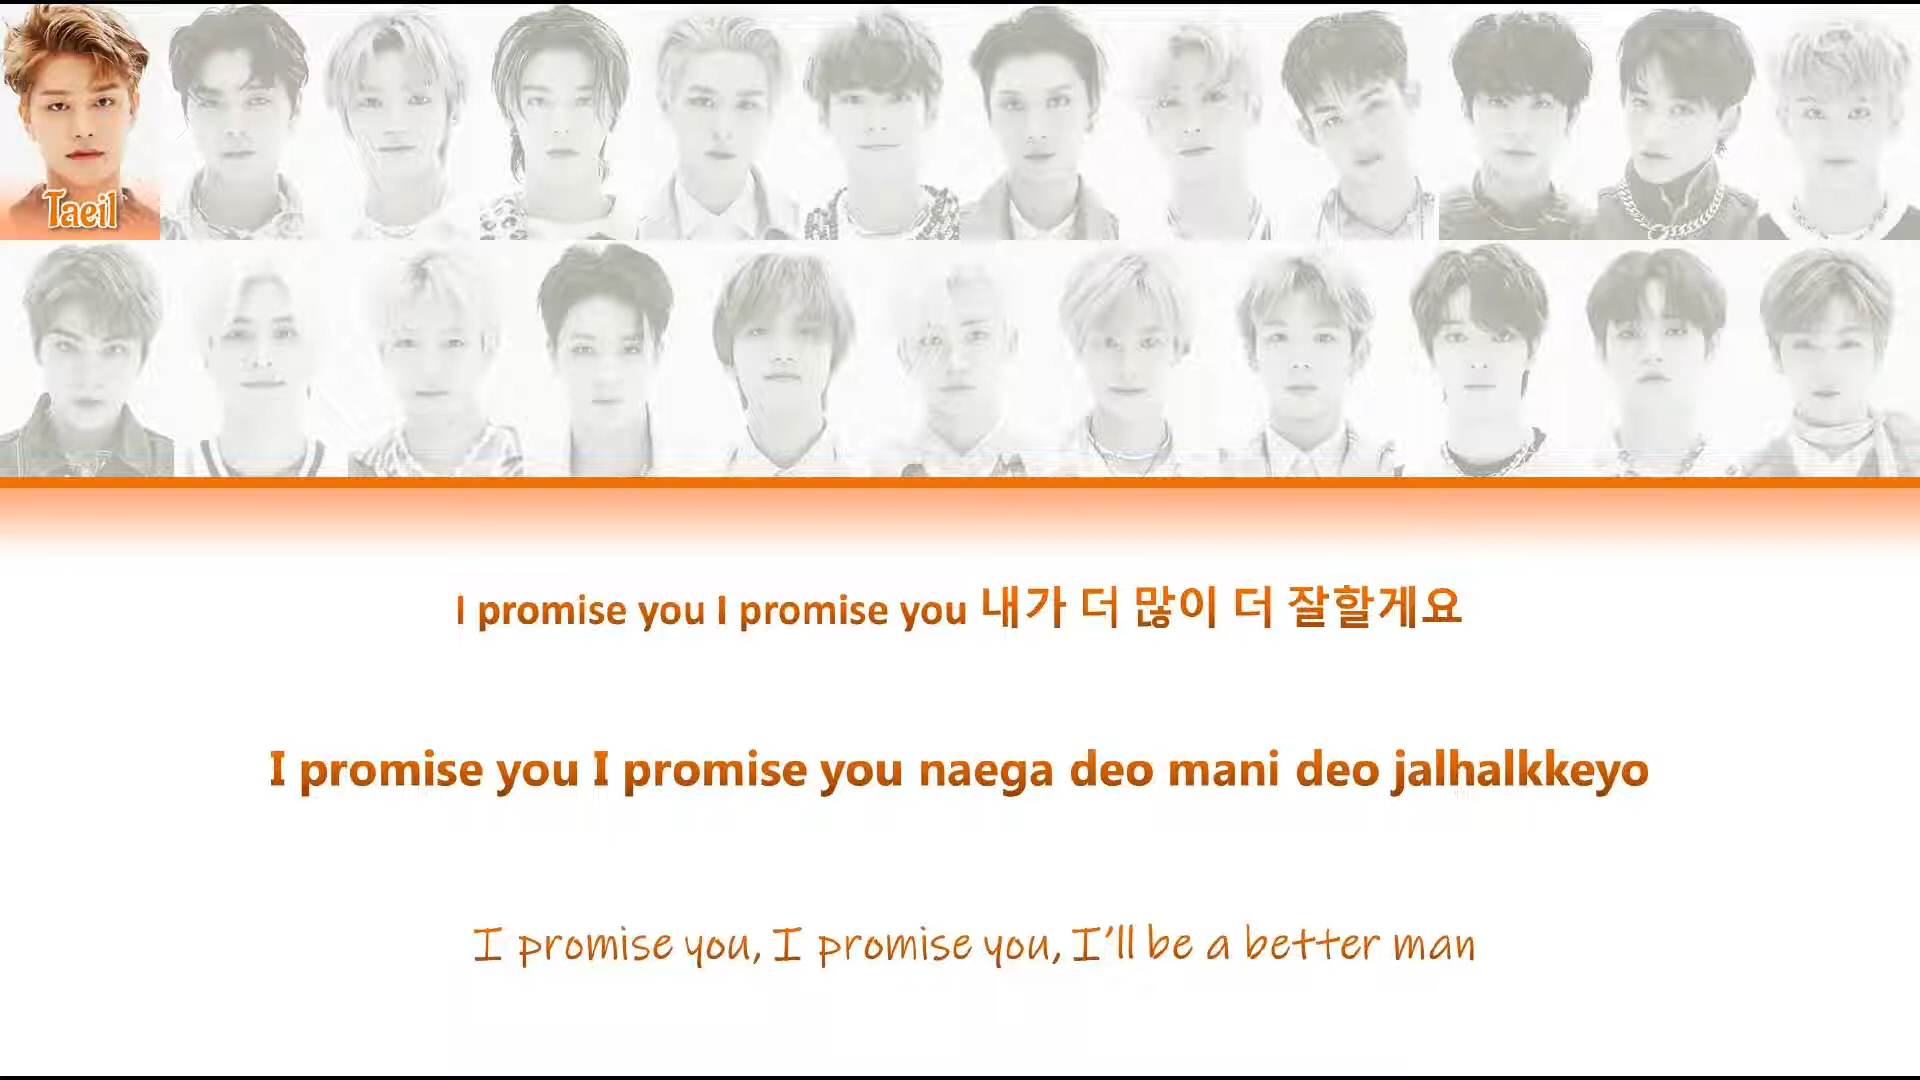 Taeil
I promise you I promise you 내가 더 많이 더 잘할게요
I promise you I promise you naega deo mani deo jalhalkkeyo
I promise you, I promise you, I'll be a better man